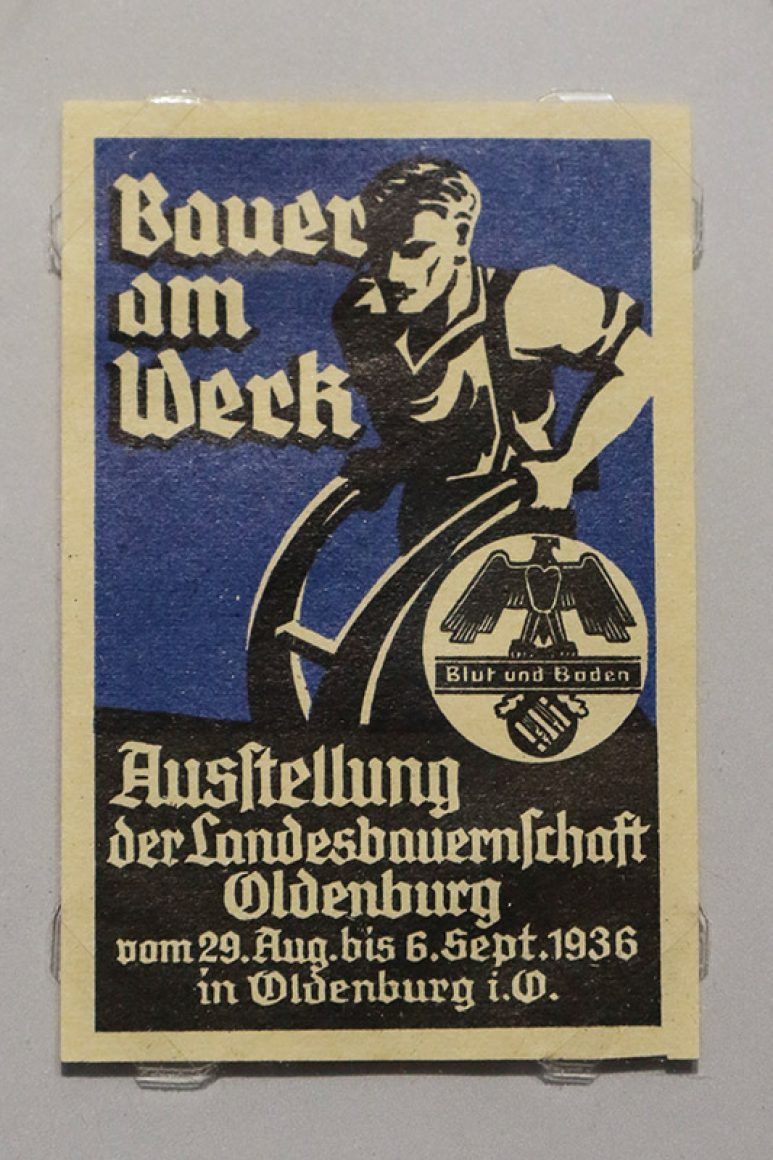 Bauer
am
Werk
Blut und Boden
Ausſtellung
der Landesbauernſchaft
Oldenburg
vom 29. Aug. bis 6. Sept. 1936
in Oldenburg i.O.